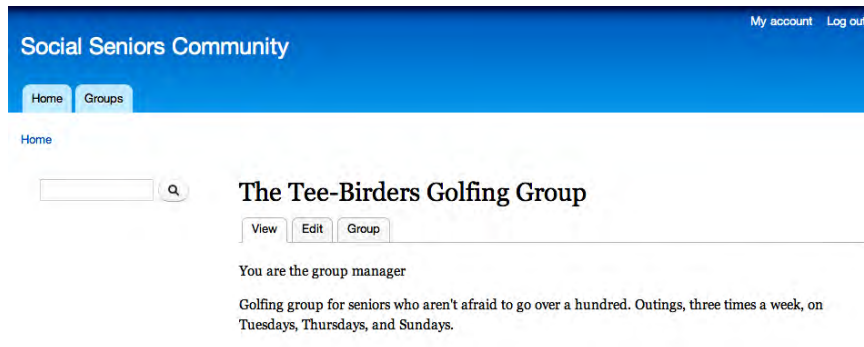 My account Log out
Social Seniors Community
Home Groups
Home
The Tee-Birders Golfing Group
View Edit Group
You are the group manager
Golfing group for seniors who aren't afraid to go over a hundred. Outings, three times a week, on
Tuesdays, Thursdays, and Sundays.